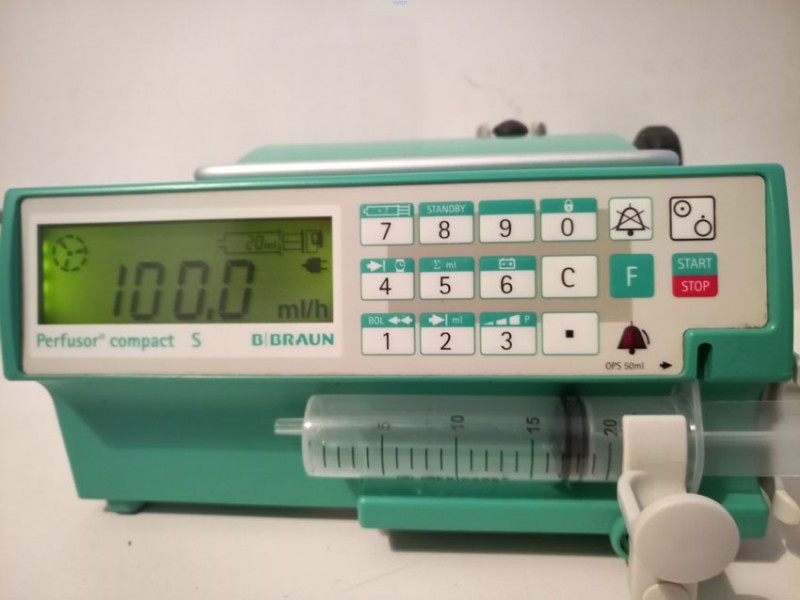 20ml
100.0 ml/h
Perfusor® compact S
B|BRAUN
- ?
7
STANDBY
8
9
0
4
Σ ml
5
6
C
F
START
STOP
BOL
1
ml
2
P
3
.
OPS 50ml
5
10
15
20